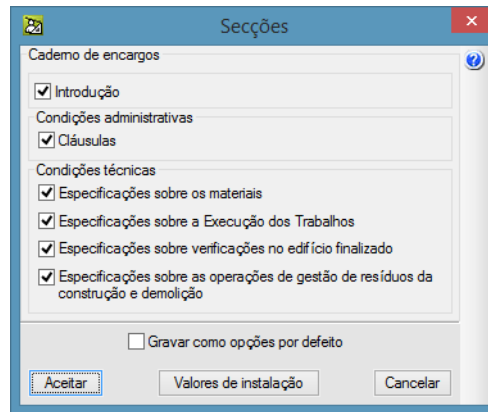 Secções
Caderno de encargos
Introdução
Condições administrativas
Cláusulas
Condições técnicas
Especificações sobre os materiais
Especificações sobre a Execução dos Trabalhos
Especificações sobre verificações no edifício finalizado
Especificações sobre as operações de gestão de resíduos da
construção e demolição
Gravar como opções por defeito
Aceitar
Valores de instalação
Cancelar